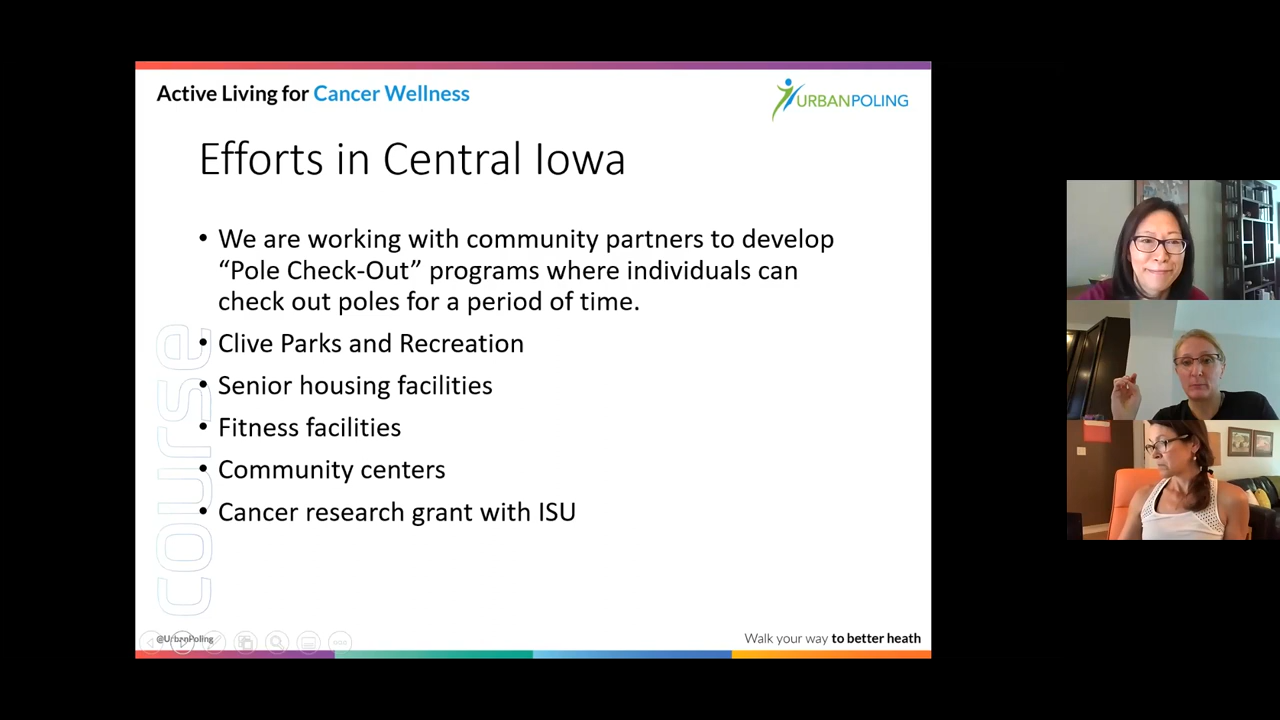 Active Living for Cancer Wellness
URBANPOLING
Efforts in Central Iowa
• We are working with community partners to develop
“Pole Check-Out” programs where individuals can
check out poles for a period of time.
• Clive Parks and Recreation
• Senior housing facilities
• Fitness facilities
• Community centers
• Cancer research grant with ISU
course
@UrbanPoling
Walk your way to better heath